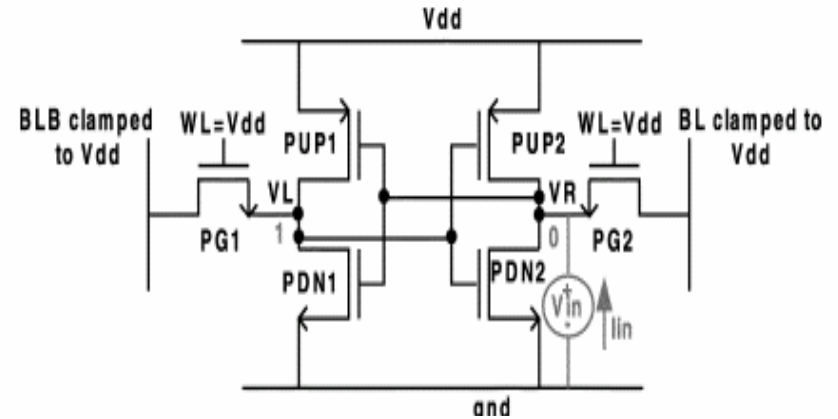 Vdd
BLB clamped
to Vdd
WL=Vdd
PUP1
PUP2
WL=Vdd
BL clamped to
Vdd
VL
VR
1
PG1
0
PG2
PDN1
PDN2
Vin
+
-
Iin
gnd